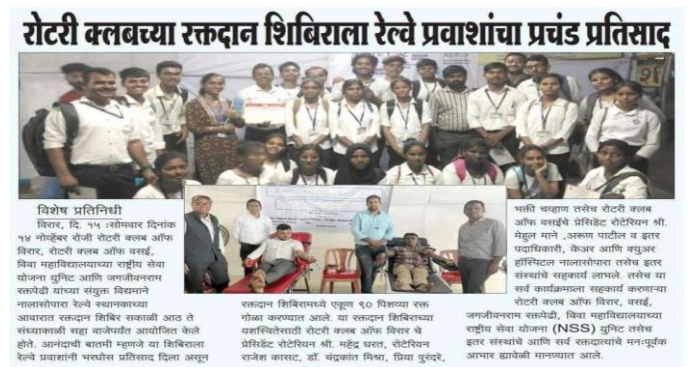 रोटरी क्लबच्या रक्तदान शिबिराला रेल्वे प्रवाशांचा प्रचंड प्रतिसाद
विशेष प्रतिनिधी
विरार, दि. १५ :सोमवार दिनांक
१४ नोव्हेंबर रोजी रोटरी क्लब ऑफ
विरार, रोटरी क्लब ऑफ वसई,
विवा महाविद्यालयाच्या राष्ट्रीय सेवा
योजना युनिट आणि जगजीवनराम
रक्तपेढी यांच्या संयुक्त विद्यमाने
नालासोपारा रेल्वे स्थानकाच्या
आवारात रक्तदान शिबिर सकाळी आठ ते
संध्याकाळी सहा वाजेपर्यंत आयोजित केले
होते. आनंदाची बातमी म्हणजे या शिबिराला
रेल्वे प्रवाशांनी भरघोस प्रतिसाद दिला असून
रक्तदान शिबिरामध्ये एकूण ९० पिशव्या रक्त
गोळा करण्यात आले. या रक्तदान शिबिराच्या
यशस्वितेसाठी रोटरी क्लब ऑफ विरार चे
प्रेसिडेंट रोटेरियन श्री. महेंद्र घरत, रोटेरियन
राजेश कासट, डॉ. चंद्रकांत मिश्रा, प्रिया पुरंदरे,
भक्ती चव्हाण तसेच रोटरी क्लब
ऑफ वसईचे प्रेसिडेंट रोटेरियन श्री.
मेहुल माने ,अरूण पाटील व इतर
पदाधिकारी, केअर आणि क्युअर
हॉस्पिटल नालासोपारा तसेच इतर
संस्थांचे सहकार्य लाभले. तसेच या
सर्व कार्यक्रमाला सहकार्य करणाऱ्या
रोटरी क्लब ऑफ विरार, वसई,
जगजीवनराम रक्तपेढी, विवा महाविद्यालयाच्या
राष्ट्रीय सेवा योजना (NSS) युनिट तसेच
इतर संस्थांचे आणि सर्व रक्तदात्यांचे मनःपूर्वक
आभार ह्यावेळी मानण्यात आले.